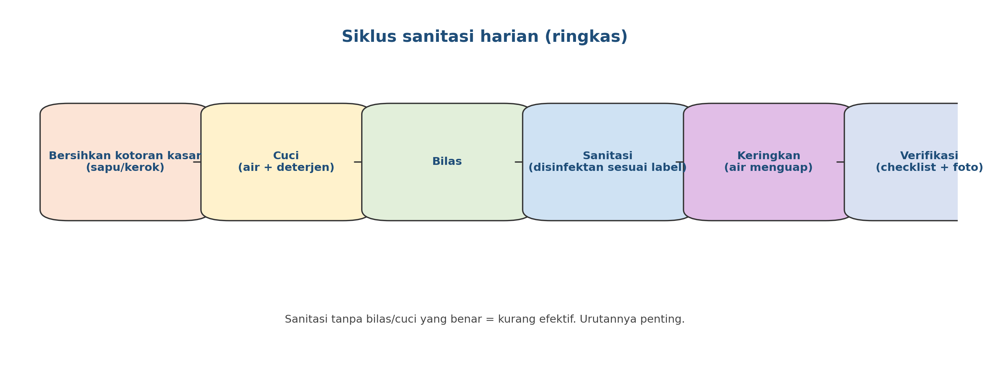 Siklus sanitasi harian (ringkas)
Bersihkan kotoran kasar
(sapu/kerok)
Cuci
(air + deterjen)
Bilas
Sanitasi
(disinfektan sesuai label)
Keringkan
(air menguap)
Verifikasi
(checklist + foto)
Sanitasi tanpa bilas/cuci yang benar = kurang efektif. Urutannya penting.